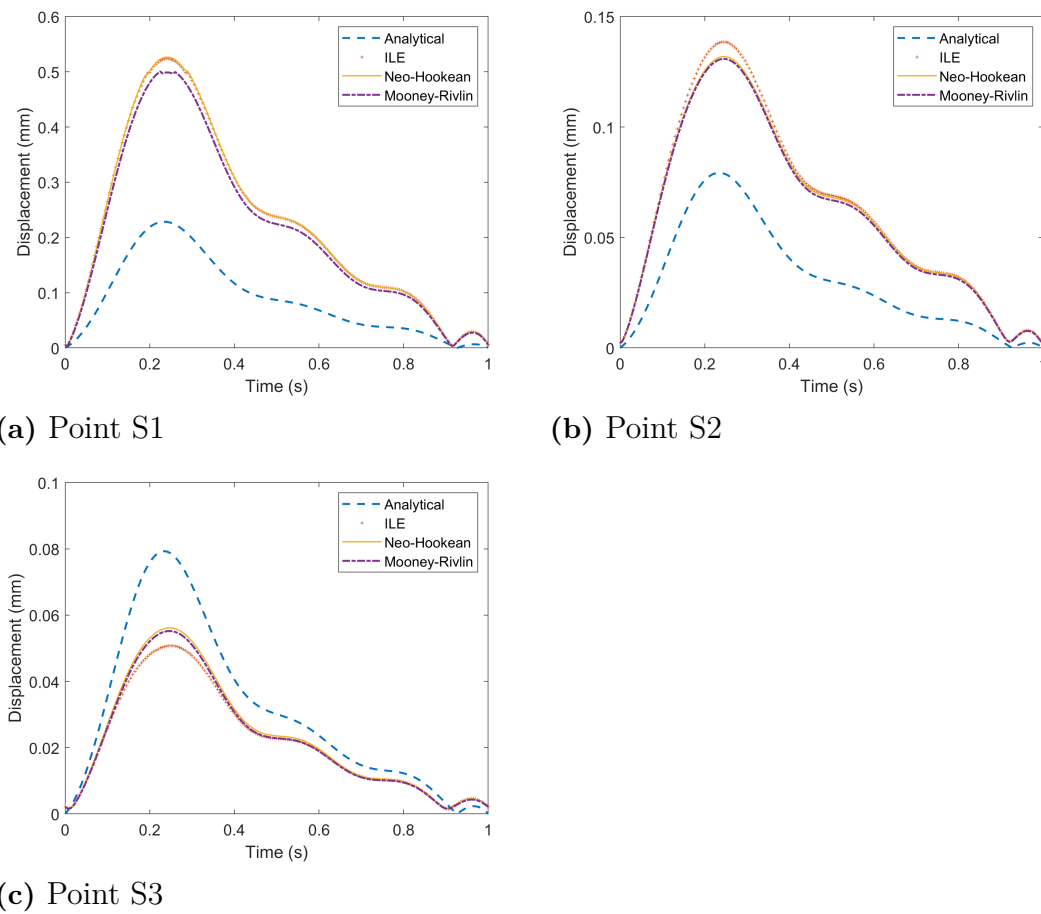 0.6
0.5
0.4
0.3
0.2
0.1
0
Displacement (mm)
0 0.2 0.4 0.6 0.8 1
Time (s)
Analytical
ILE
Neo-Hookean
Mooney-Rivlin
(a) Point S1
0.15
0.1
0.05
0
Displacement (mm)
0 0.2 0.4 0.6 0.8 1
Time (s)
Analytical
ILE
Neo-Hookean
Mooney-Rivlin
(b) Point S2
0.1
0.08
0.06
0.04
0.02
0
Displacement (mm)
0 0.2 0.4 0.6 0.8 1
Time (s)
Analytical
ILE
Neo-Hookean
Mooney-Rivlin
(c) Point S3